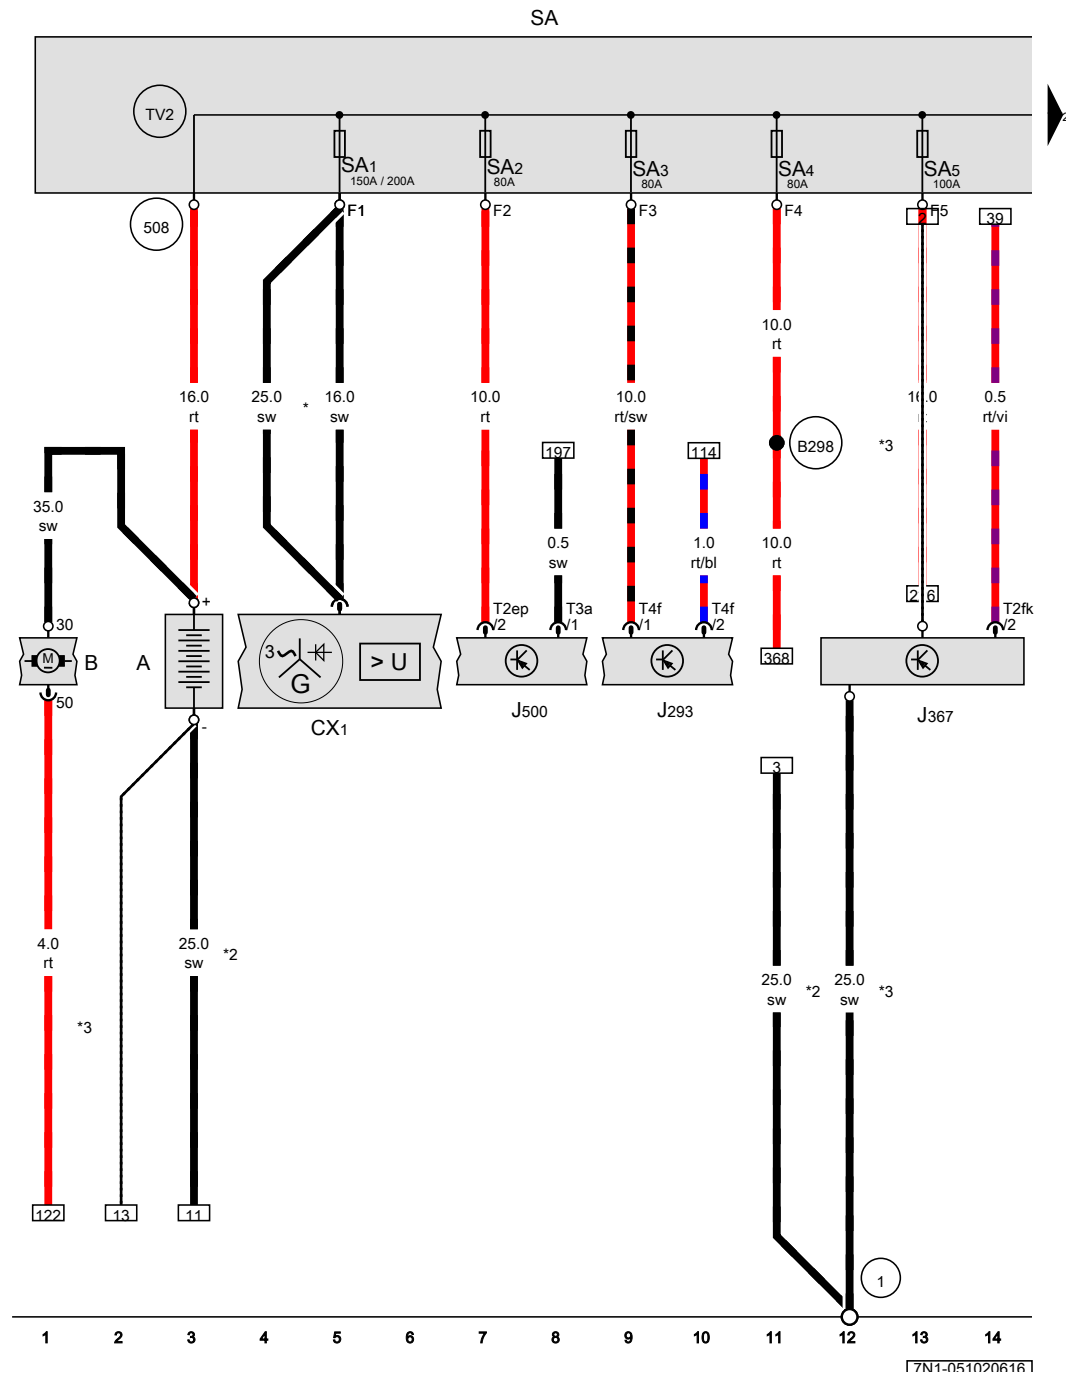 SA
TV2
2
SA1
150A / 200A
SA2
80A
SA3
80A
SA4
80A
SA5
100A
508
F1
F2
F3
F4
F5
2
39
10.0
rt
16.0
rt
25.0
sw
*
16.0
sw
10.0
rt
10.0
rt/sw
16.0
0.5
rt/vi
B298
*3
197
114
35.0
sw
0.5
sw
1.0
rt/bl
10.0
rt
+
T2ep
/2
T3a
/1
T4f
/1
T4f
/2
T2fk
/2
30
M
B
A
3
G
> U
368
50
-
CX1
J500
J293
J367
3
4.0
rt
25.0
sw
*2
*3
25.0
sw
*2
25.0
sw
*3
122
13
11
1
1 2 3 4 5 6 7 8 9 10 11 12 13 14
7N1-051020616